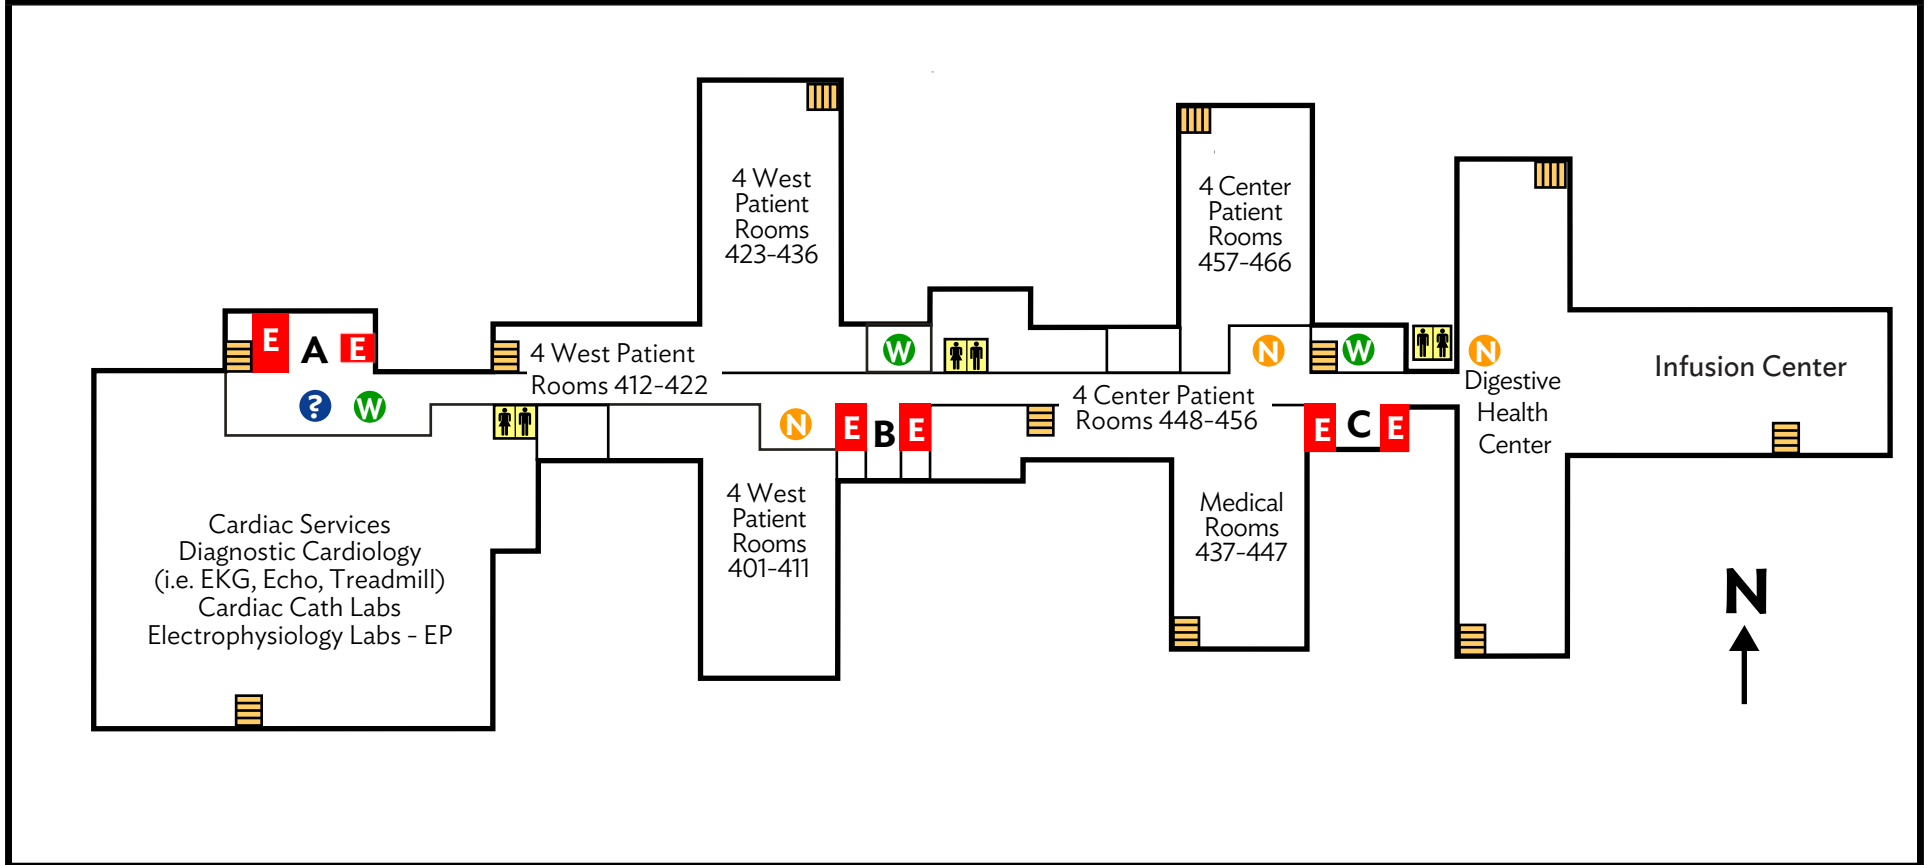 4 West
Patient
Rooms
423-436
4 Center
Patient
Rooms
457-466
E
A
E
4 West Patient
Rooms 412-422
W
N
W
N
?
W
N
E
B
E
4 Center Patient
Rooms 448-456
E
C
E
Digestive
Health
Center
Infusion Center
4 West
Patient
Rooms
401-411
Medical
Rooms
437-447
Cardiac Services
Diagnostic Cardiology
(i.e. EKG, Echo, Treadmill)
Cardiac Cath Labs
Electrophysiology Labs - EP
N